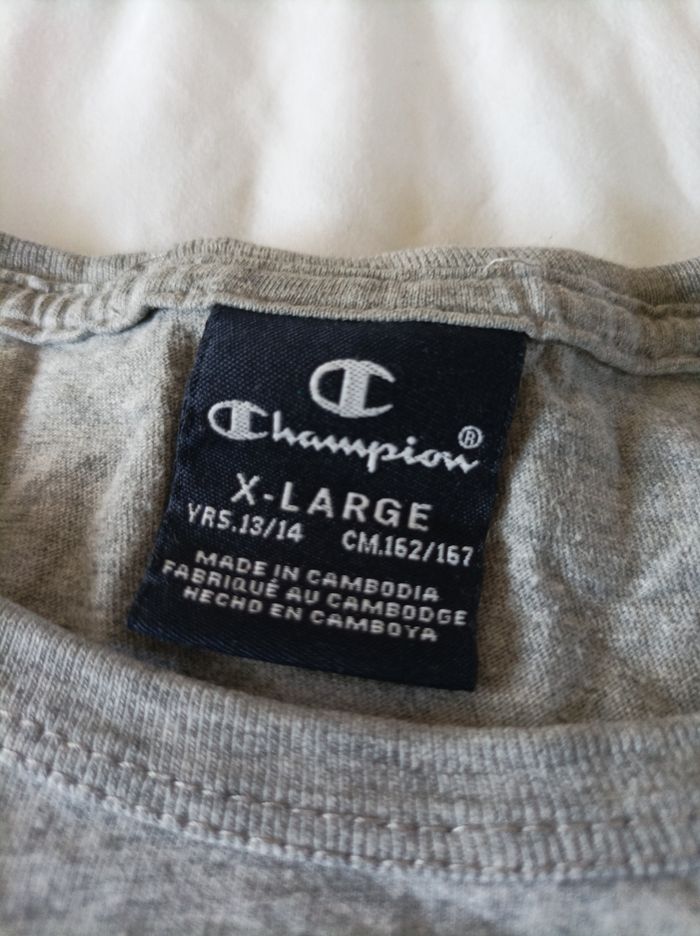 Champion®
X-LARGE
YRS.13/14 CM.162/167
MADE IN CAMBODIA
FABRIQUÉ AU CAMBODGE
HECHO EN CAMBOYA